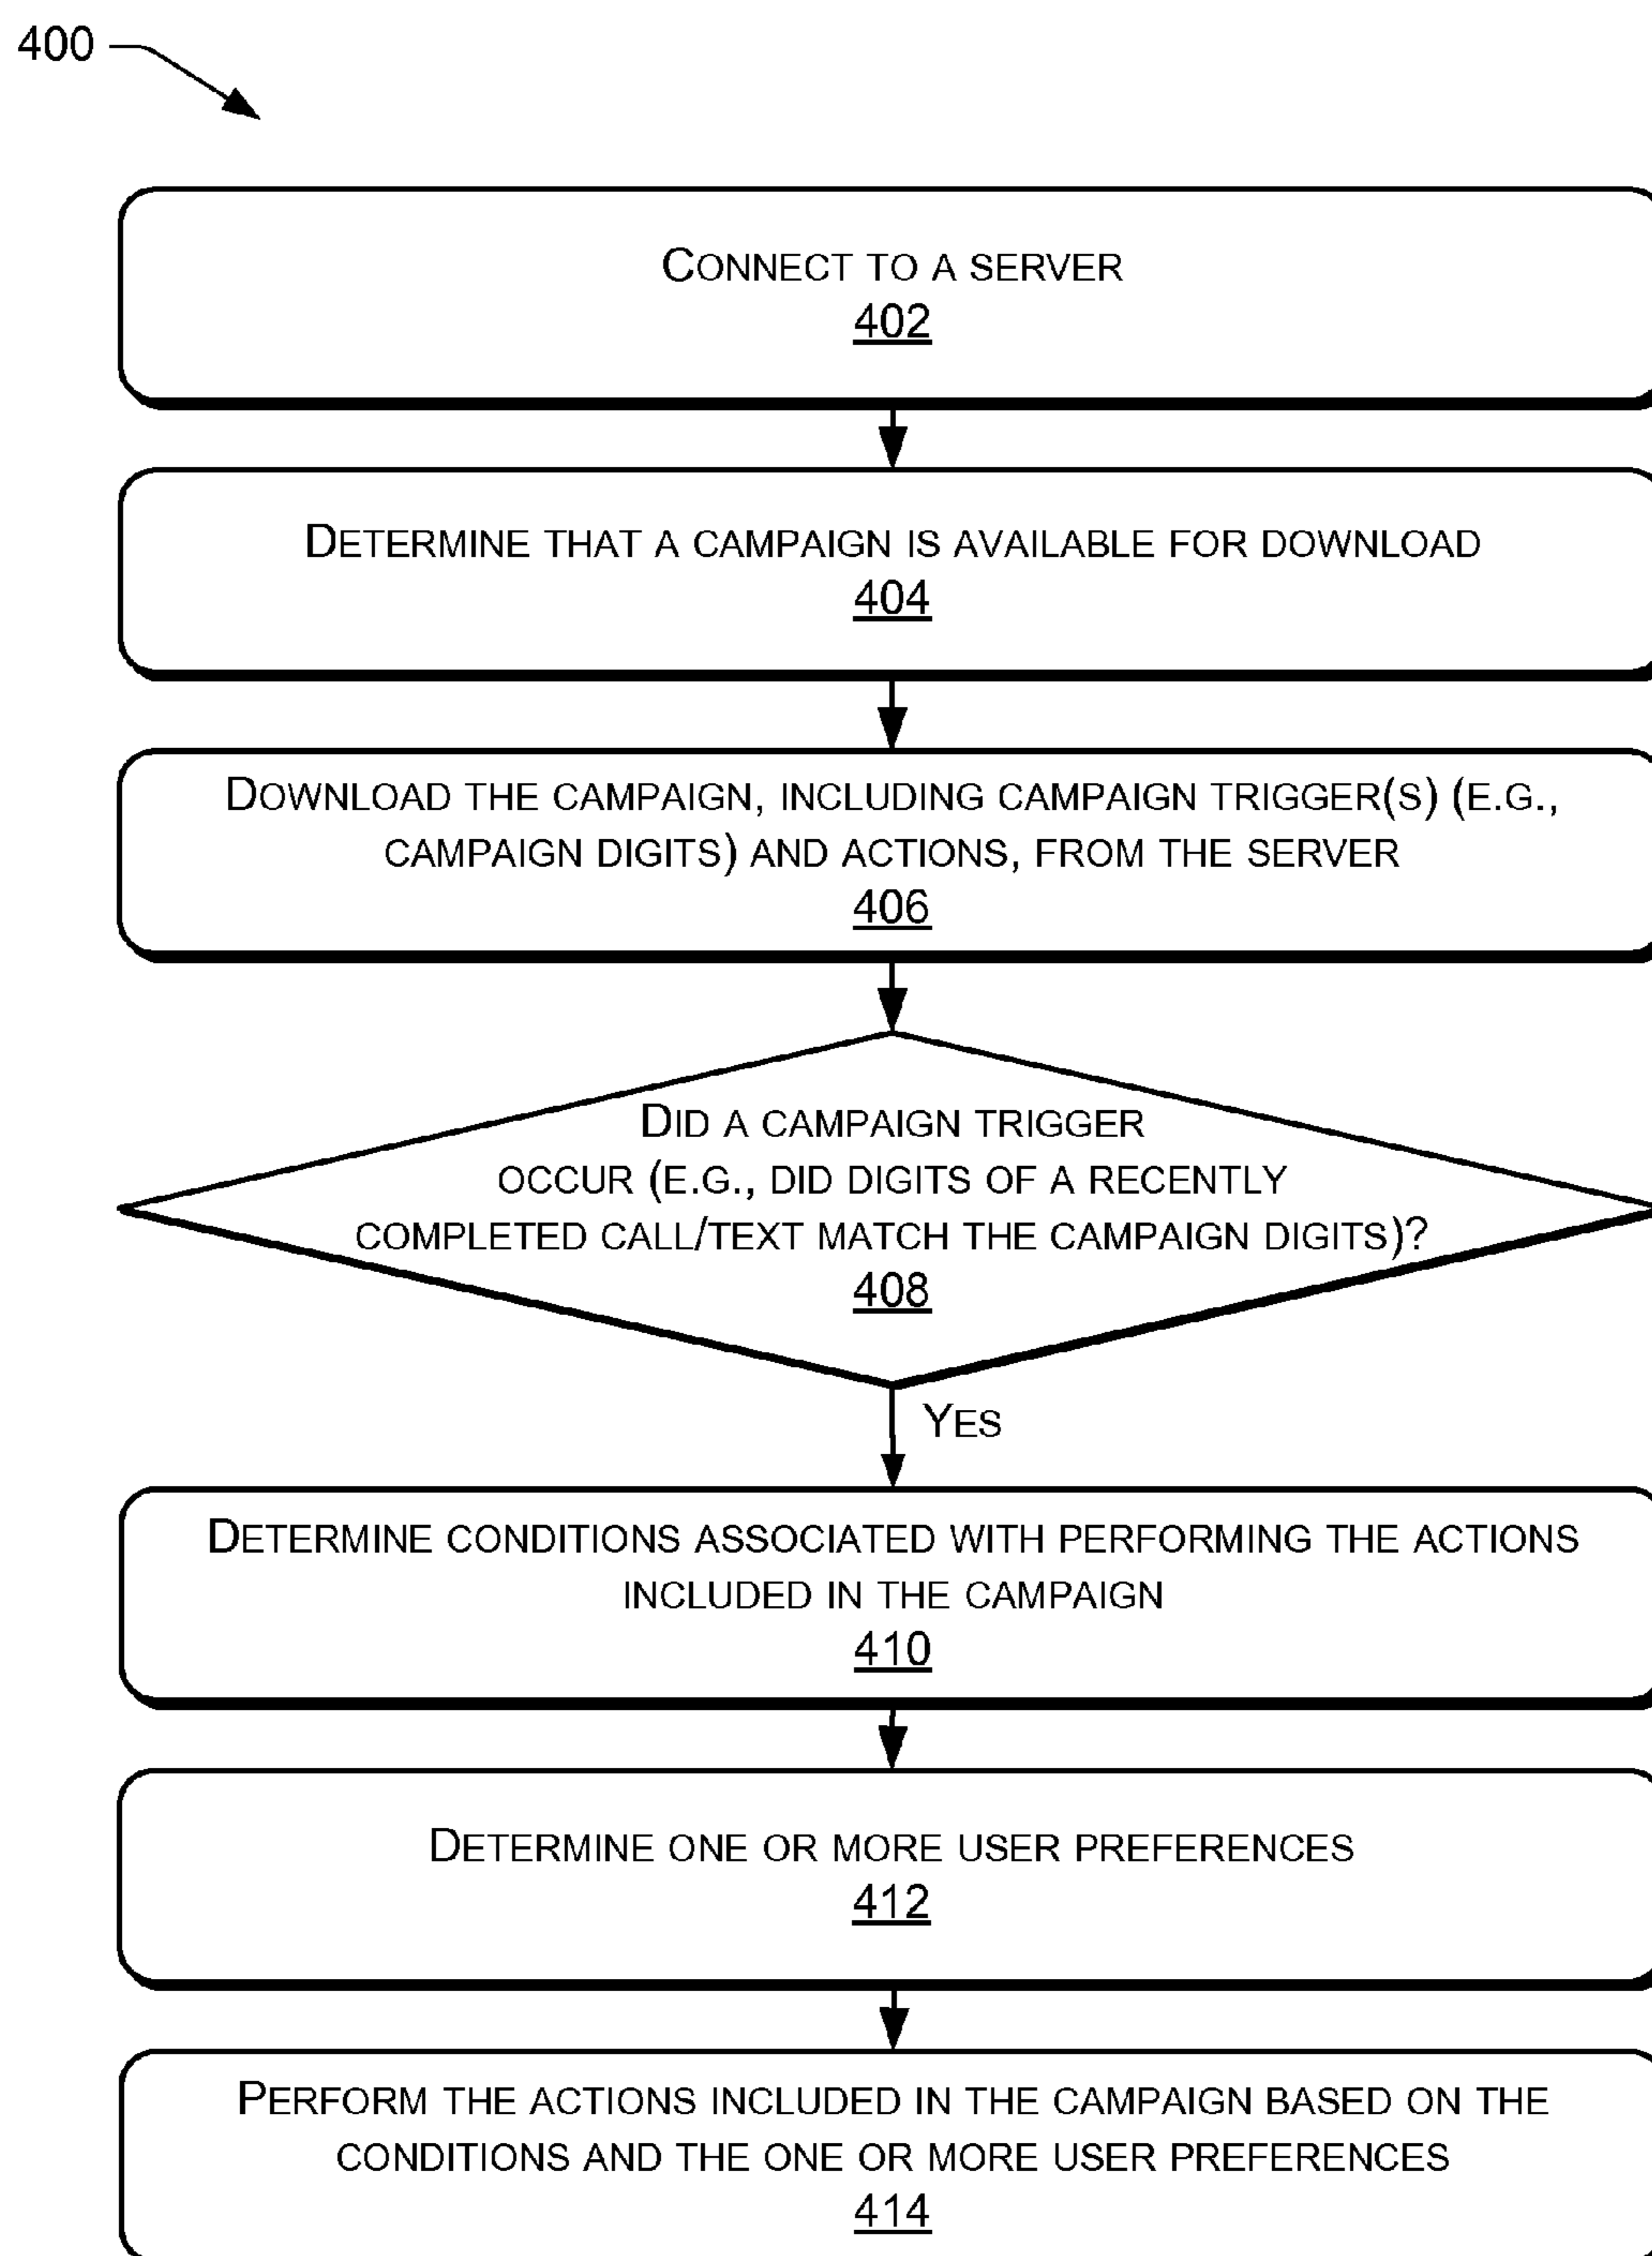 400
CONNECT TO A SERVER
402
DETERMINE THAT A CAMPAIGN IS AVAILABLE FOR DOWNLOAD
404
DOWNLOAD THE CAMPAIGN, INCLUDING CAMPAIGN TRIGGER(S) (E.G.,
CAMPAIGN DIGITS) AND ACTIONS, FROM THE SERVER
406
DID A CAMPAIGN TRIGGER
OCCUR (E.G., DID DIGITS OF A RECENTLY
COMPLETED CALL/TEXT MATCH THE CAMPAIGN DIGITS)?
408
YES
DETERMINE CONDITIONS ASSOCIATED WITH PERFORMING THE ACTIONS
INCLUDED IN THE CAMPAIGN
410
DETERMINE ONE OR MORE USER PREFERENCES
412
PERFORM THE ACTIONS INCLUDED IN THE CAMPAIGN BASED ON THE
CONDITIONS AND THE ONE OR MORE USER PREFERENCES
414